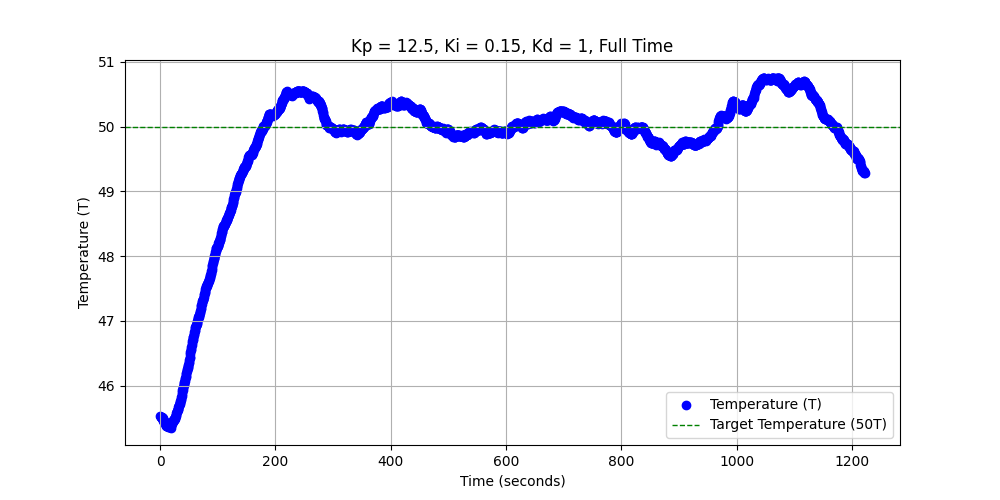 Kp = 12.5, Ki = 0.15, Kd = 1, Full Time
Temperature (T)
51
50
49
48
47
46
0 200 400 600 800 1000 1200
Time (seconds)
Temperature (T)
Target Temperature (50T)